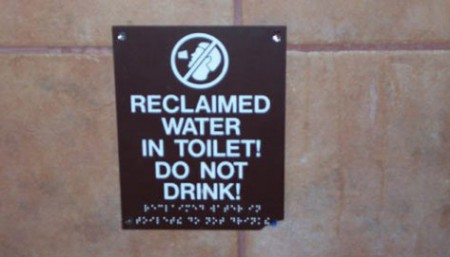 RECLAIMED
WATER
IN TOILET!
DO NOT
DRINK!